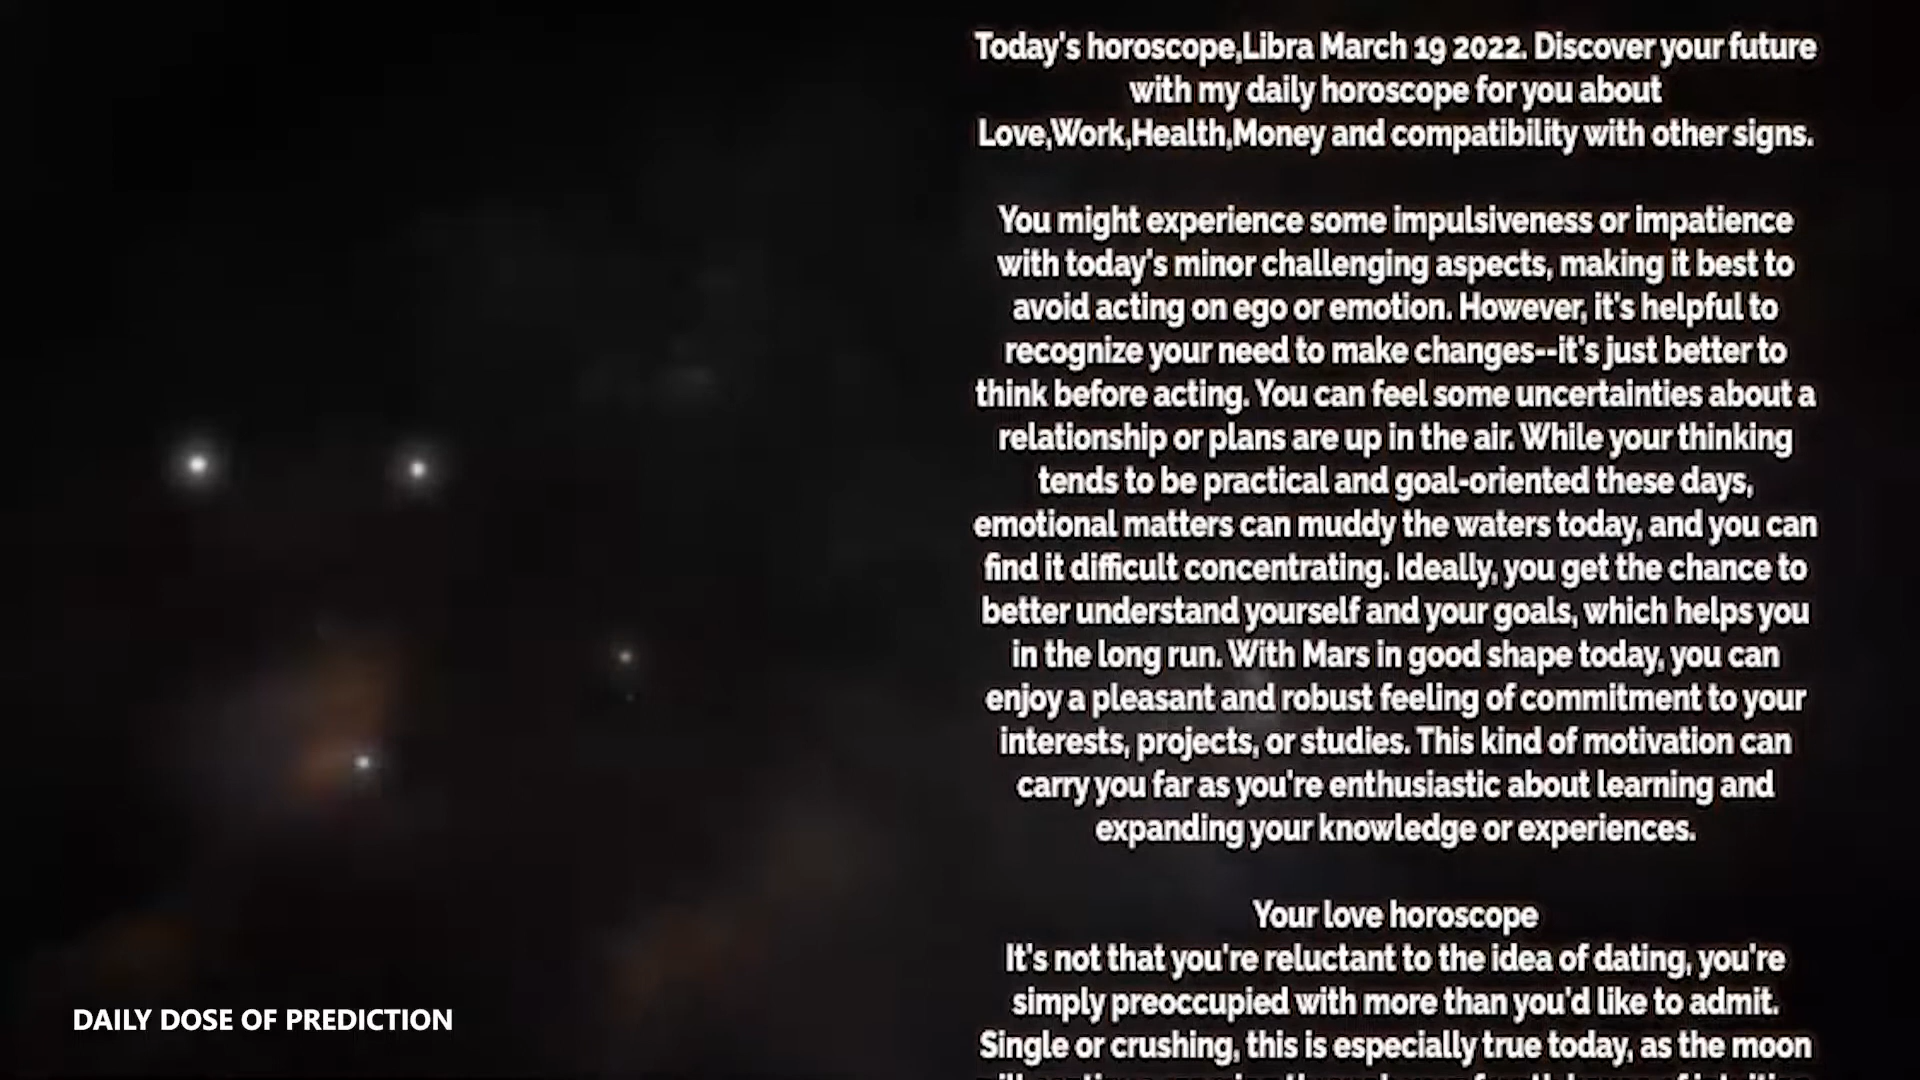 Today's horoscope,Libra March 19 2022. Discover your future
with my daily horoscope for you about
Love,Work,Health,Money and compatibility with other signs.
You might experience some impulsiveness or impatience
with today's minor challenging aspects, making it best to
avoid acting on ego or emotion. However, it's helpful to
recognize your need to make changes--it's just better to
think before acting. You can feel some uncertainties about a
relationship or plans are up in the air. While your thinking
tends to be practical and goal-oriented these days,
emotional matters can muddy the waters today, and you can
find it difficult concentrating. Ideally, you get the chance to
better understand yourself and your goals, which helps you
in the long run. With Mars in good shape today, you can
enjoy a pleasant and robust feeling of commitment to your
interests, projects, or studies. This kind of motivation can
carry you far as you're enthusiastic about learning and
expanding your knowledge or experiences.
Your love horoscope
It's not that you're reluctant to the idea of dating, you're
simply preoccupied with more than you'd like to admit.
Single or crushing, this is especially true today, as the moon
DAILY DOSE OF PREDICTION